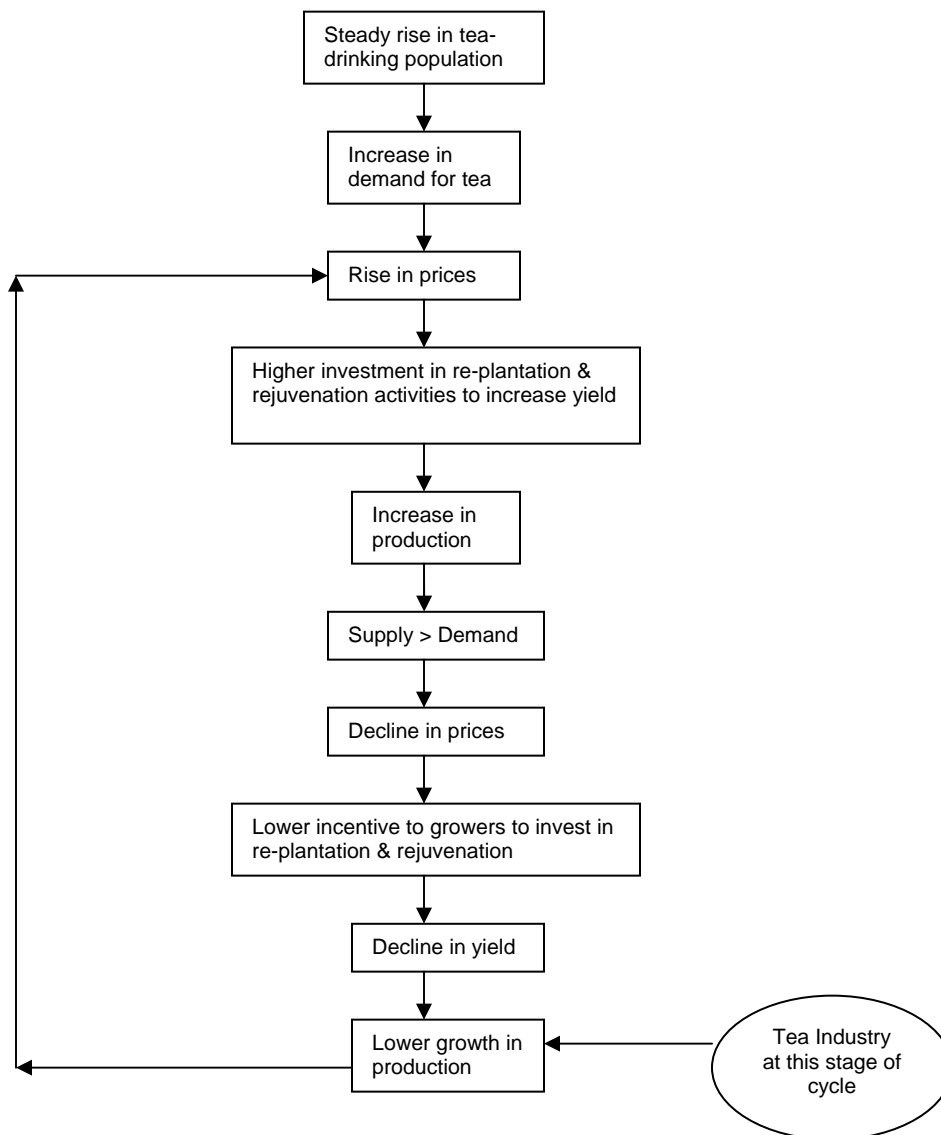 Steady rise in tea-
drinking population
Increase in
demand for tea
Rise in prices
Higher investment in re-plantation &
rejuvenation activities to increase yield
Increase in
production
Supply > Demand
Decline in prices
Lower incentive to growers to invest in
re-plantation & rejuvenation
Decline in yield
Lower growth in
production
Tea Industry
at this stage of
cycle